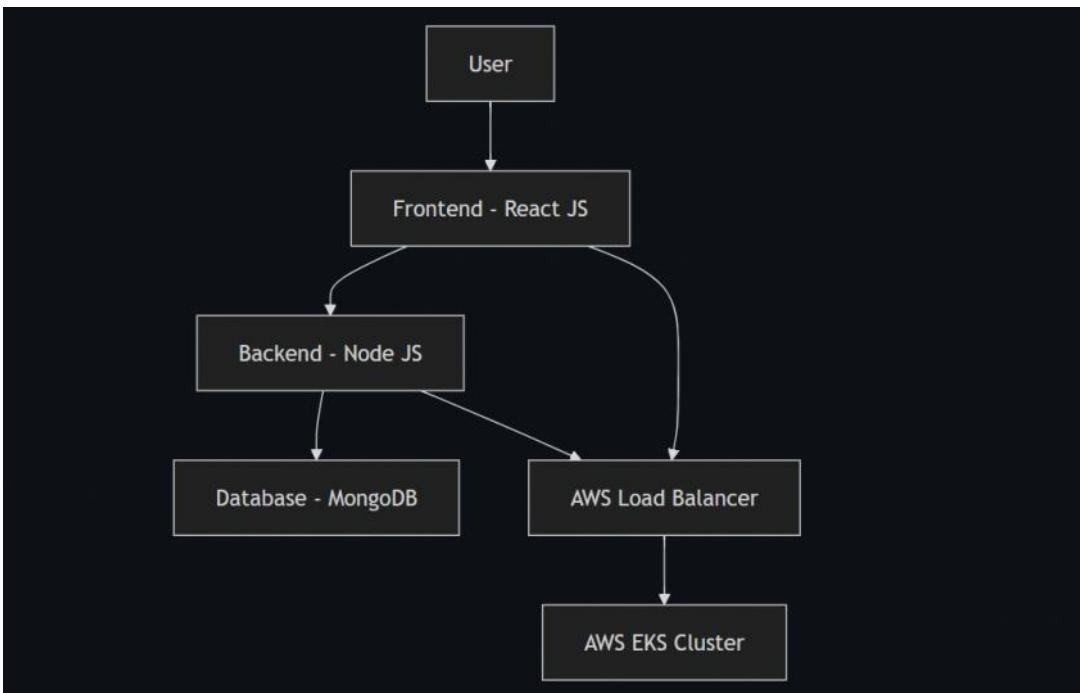 User
Frontend - React JS
Backend - Node JS
Database - MongoDB
AWS Load Balancer
AWS EKS Cluster